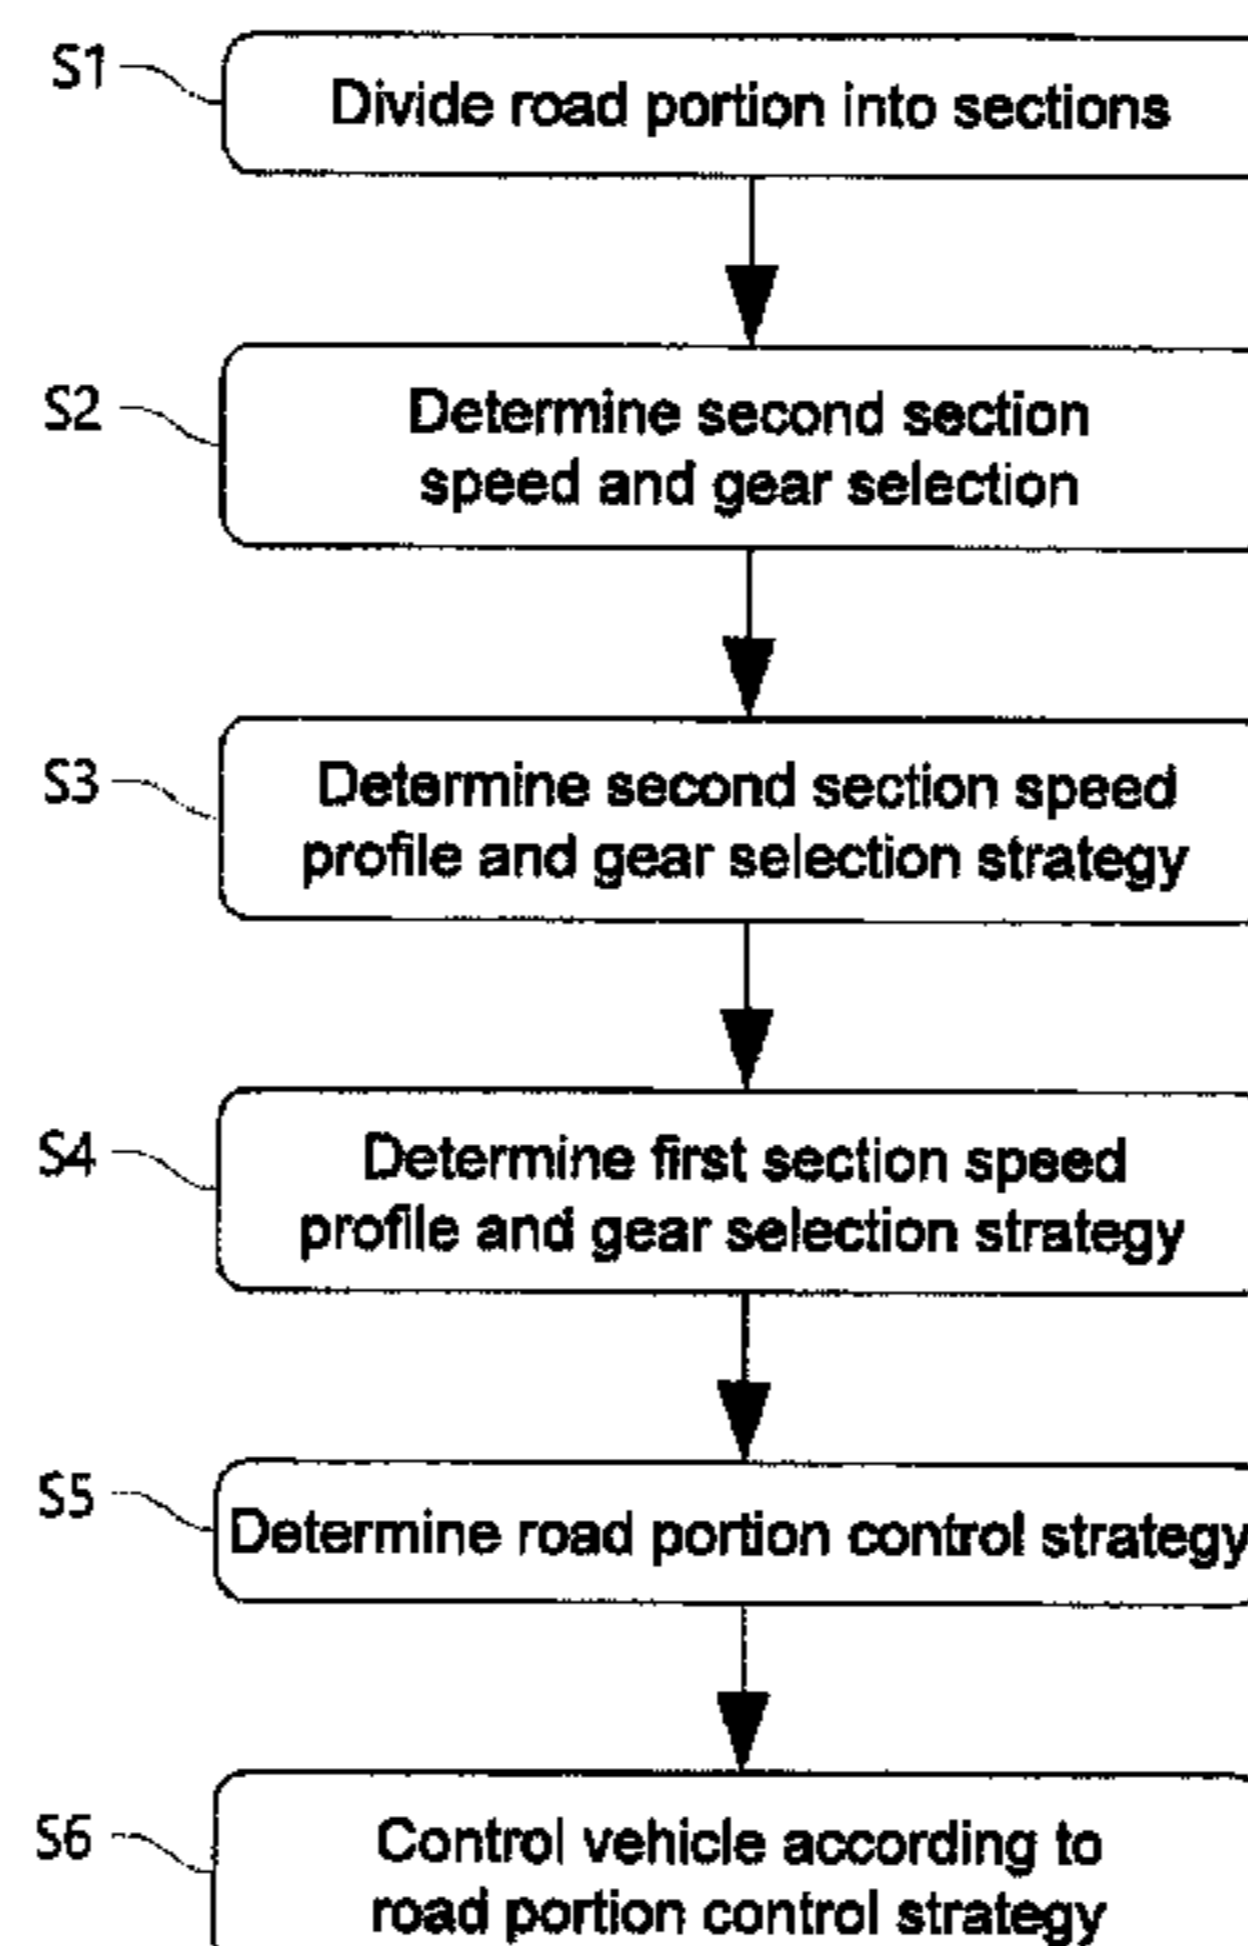 S1
Divide road portion into sections
S2
Determine second section
speed and gear selection
S3
Determine second section speed
profile and gear selection strategy
S4
Determine first section speed
profile and gear selection strategy
S5
Determine road portion control strategy
S6
Control vehicle according to
road portion control strategy